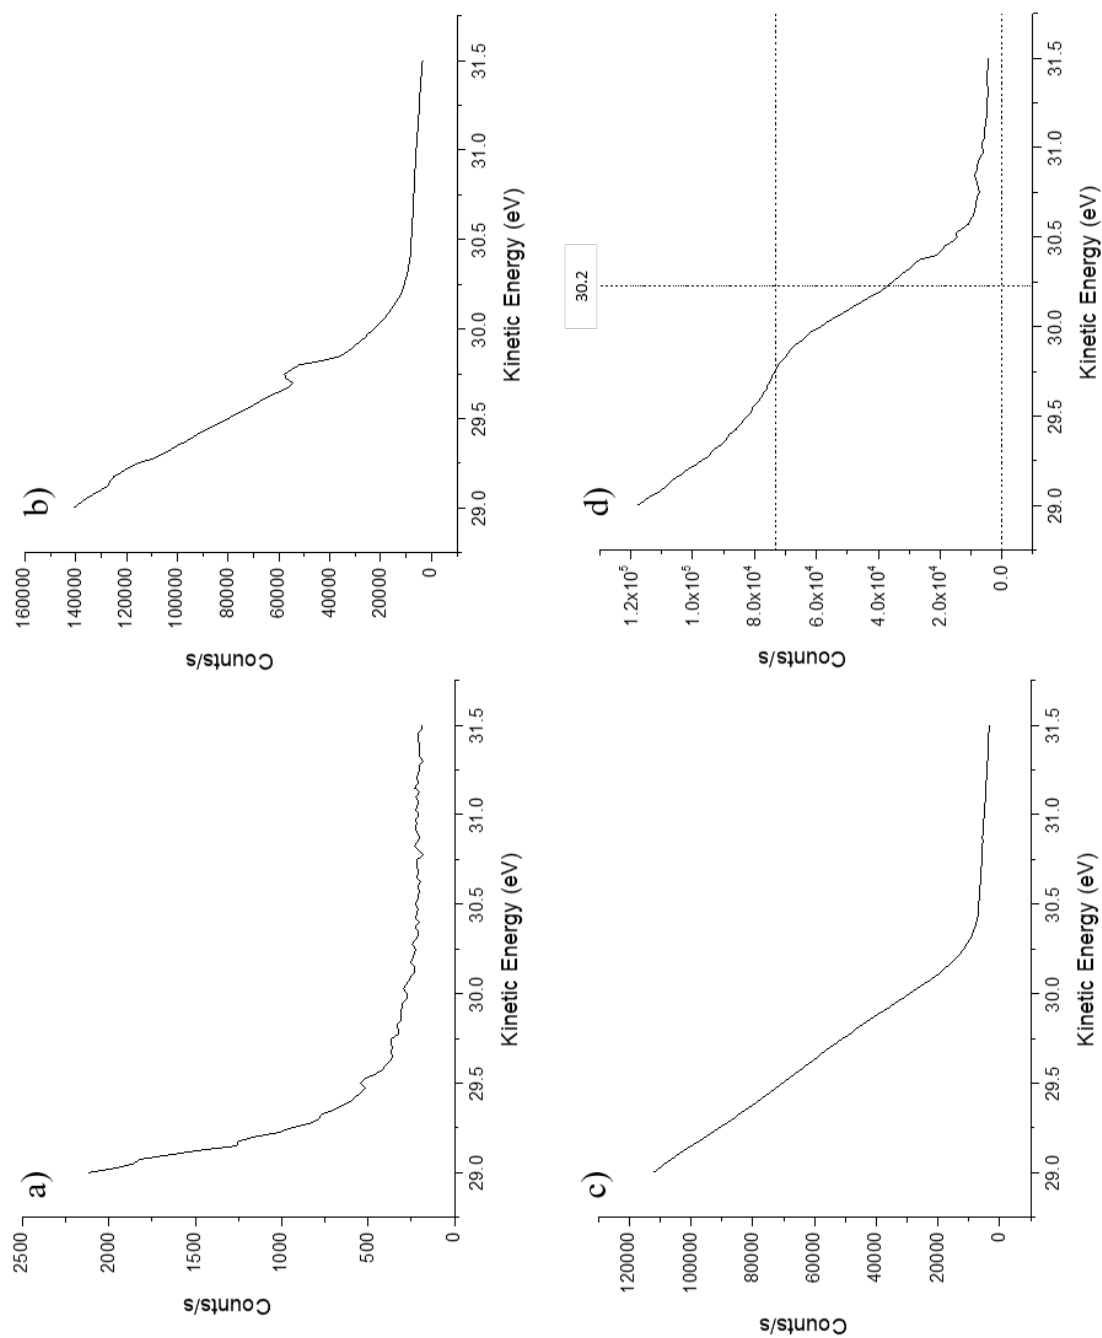 a)
2500
2000
1500
1000
500
0
Counts/s
29.0
29.5
30.0
30.5
31.0
31.5
Kinetic Energy (eV)
b)
160000
140000
120000
100000
80000
60000
40000
20000
0
Counts/s
29.0
29.5
30.0
30.5
31.0
31.5
Kinetic Energy (eV)
c)
120000
100000
80000
60000
40000
20000
0
Counts/s
29.0
29.5
30.0
30.5
31.0
31.5
Kinetic Energy (eV)
d)
30.2
1.2x10⁵
1.0x10⁵
8.0x10⁴
6.0x10⁴
4.0x10⁴
2.0x10⁴
0.0
Counts/s
29.0
29.5
30.0
30.5
31.0
31.5
Kinetic Energy (eV)